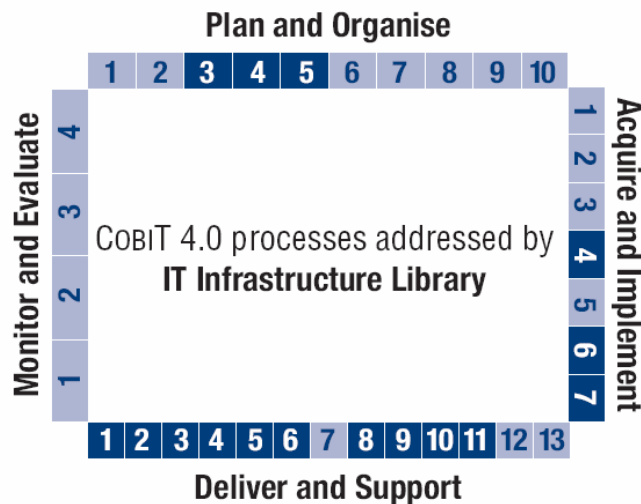 Plan and Organise
1 2 3 4 5 6 7 8 9 10
Monitor and Evaluate
4
3
2
1
COBIT 4.0 processes addressed by
IT Infrastructure Library
1
2
3
4
5
6
7
Acquire and Implement
1 2 3 4 5 6 7 8 9 10 11 12 13
Deliver and Support